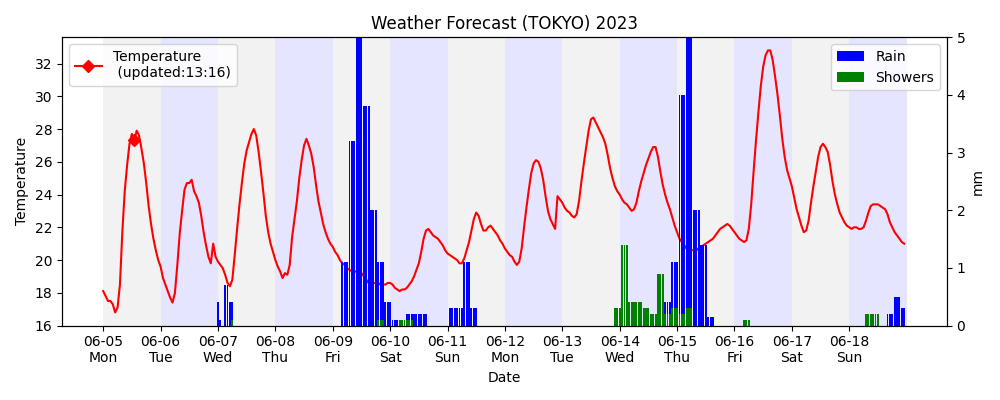 Weather Forecast (TOKYO) 2023
Temperature
(updated:13:16)
Rain
Showers
Temperature
32
30
28
26
24
22
20
18
16
mm
5
4
3
2
1
0
06-05 06-06 06-07 06-08 06-09 06-10 06-11 06-12 06-13 06-14 06-15 06-16 06-17 06-18
Mon Tue Wed Thu Fri Sat Sun Mon Tue Wed Thu Fri Sat Sun
Date